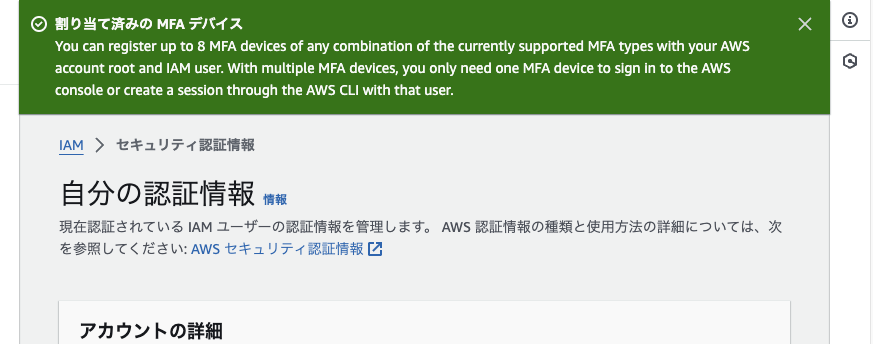 割り当て済みの MFA デバイス
You can register up to 8 MFA devices of any combination of the currently supported MFA types with your AWS
account root and IAM user. With multiple MFA devices, you only need one MFA device to sign in to the AWS
console or create a session through the AWS CLI with that user.
IAM > セキュリティ認証情報
自分の認証情報 情報
現在認証されている IAM ユーザーの認証情報を管理します。 AWS 認証情報の種類と使用方法の詳細については、次
を参照してください: AWS セキュリティ認証情報
アカウントの詳細